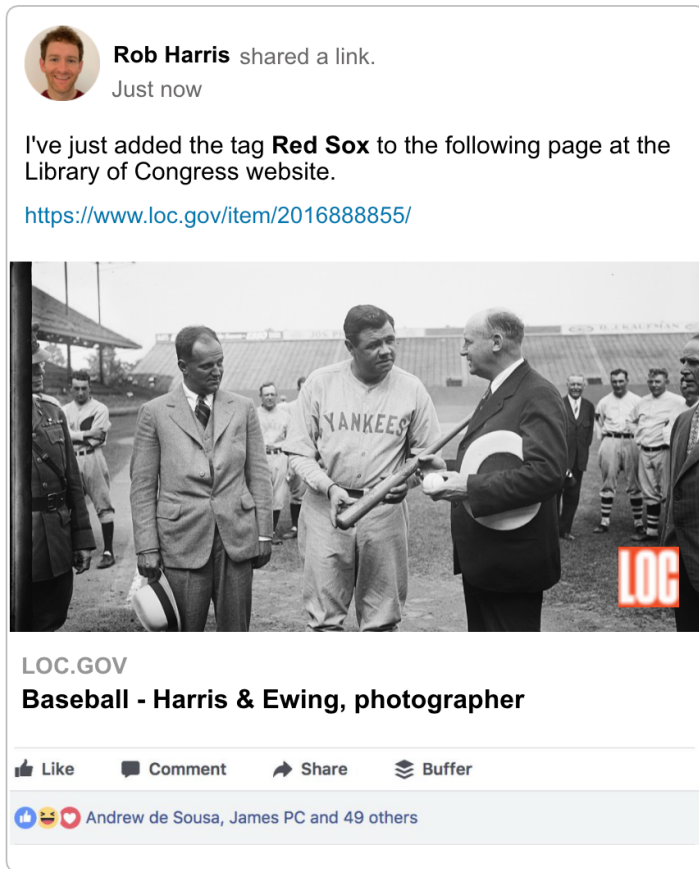 Rob Harris shared a link.
Just now
I've just added the tag Red Sox to the following page at the
Library of Congress website.
https://www.loc.gov/item/2016888855/
YANKEES
LOC
LOC.GOV
Baseball - Harris & Ewing, photographer
Like Comment Share Buffer
Andrew de Sousa, James PC and 49 others